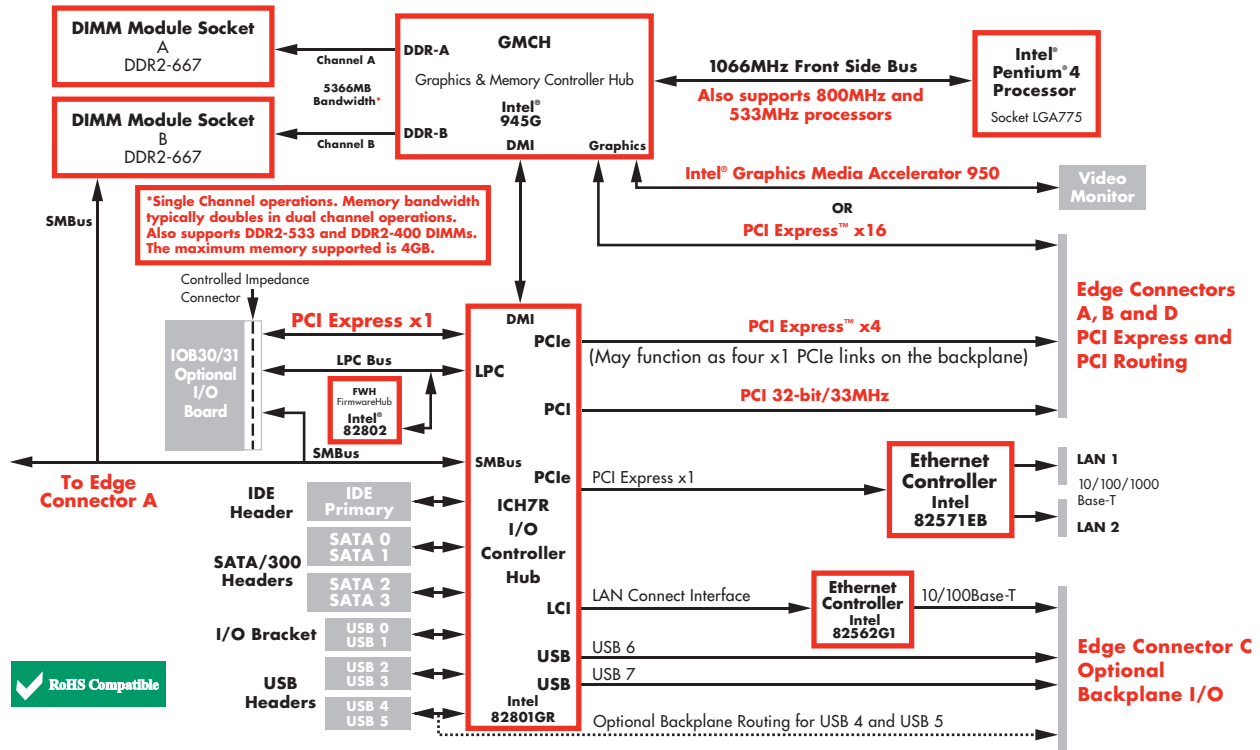 DIMM Module Socket
A
DDR2-667
DIMM Module Socket
B
DDR2-667
Channel A
5366MB
Bandwidth*
Channel B
DDR-A
GMCH
Graphics & Memory Controller Hub
Intel®
945G
DDR-B
DMI
Graphics
1066MHz Front Side Bus
Also supports 800MHz and
533MHz processors
Intel®
Pentium®4
Processor
Socket LGA775
Intel® Graphics Media Accelerator 950
OR
PCI Express™ x16
Video
Monitor
SMBus
*Single Channel operations. Memory bandwidth
typically doubles in dual channel operations.
Also supports DDR2-533 and DDR2-400 DIMMs.
The maximum memory supported is 4GB.
Controlled Impedance
Connector
IOB30/31
Optional
I/O
Board
PCI Express x1
LPC Bus
FWH
FirmwareHub
Intel®
82802
SMBus
To Edge
Connector A
DMI
PCIe
LPC
PCI
SMBus
PCIe
ICH7R
I/O
Controller
Hub
LCI
USB
USB
Intel
82801GR
PCI Express™ x4
(May function as four x1 PCIe links on the backplane)
PCI 32-bit/33MHz
Edge Connectors
A, B and D
PCI Express and
PCI Routing
PCI Express x1
Ethernet
Controller
Intel
82571EB
LAN 1
10/100/1000
Base-T
LAN 2
IDE
Header
IDE
Primary
SATA/300
Headers
SATA 0
SATA 1
SATA 2
SATA 3
I/O Bracket
USB 0
USB 1
USB
Headers
USB 2
USB 3
USB 4
USB 5
LAN Connect Interface
Ethernet
Controller
Intel
82562G1
10/100Base-T
USB 6
USB 7
Optional Backplane Routing for USB 4 and USB 5
Edge Connector C
Optional
Backplane I/O
RoHS Compatible